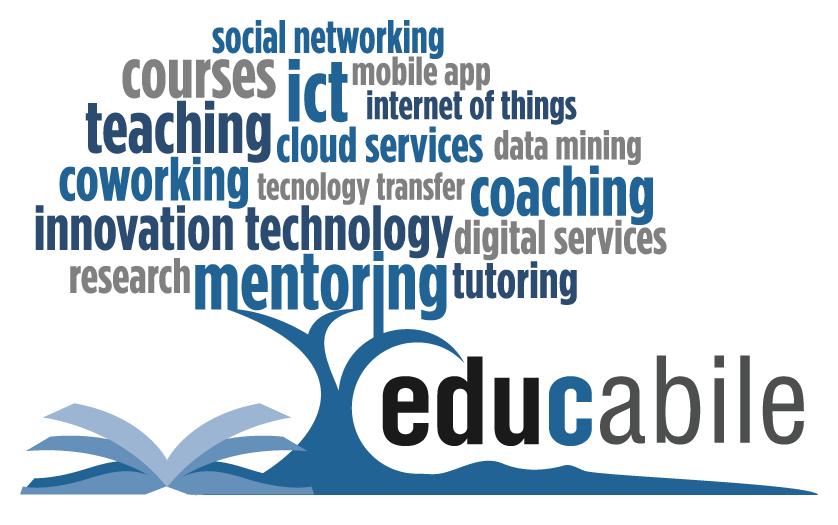 social networking
courses ict mobile app
internet of things
teaching cloud services data mining
coworking tecnology transfer coaching
innovation technology digital services
research mentoring tutoring
educabile